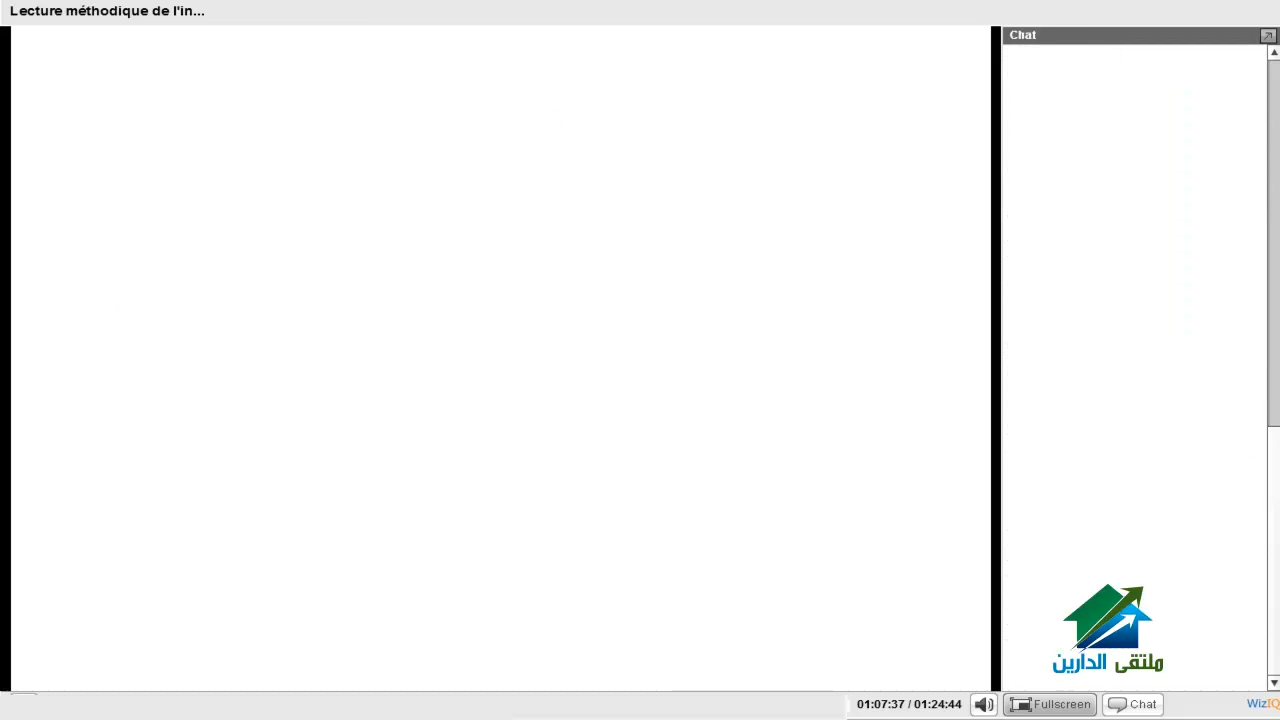 Lecture méthodique de l'in...
Chat
ملتقى الدارين
01:07:37 / 01:24:44
Fullscreen
Chat
WizIQ